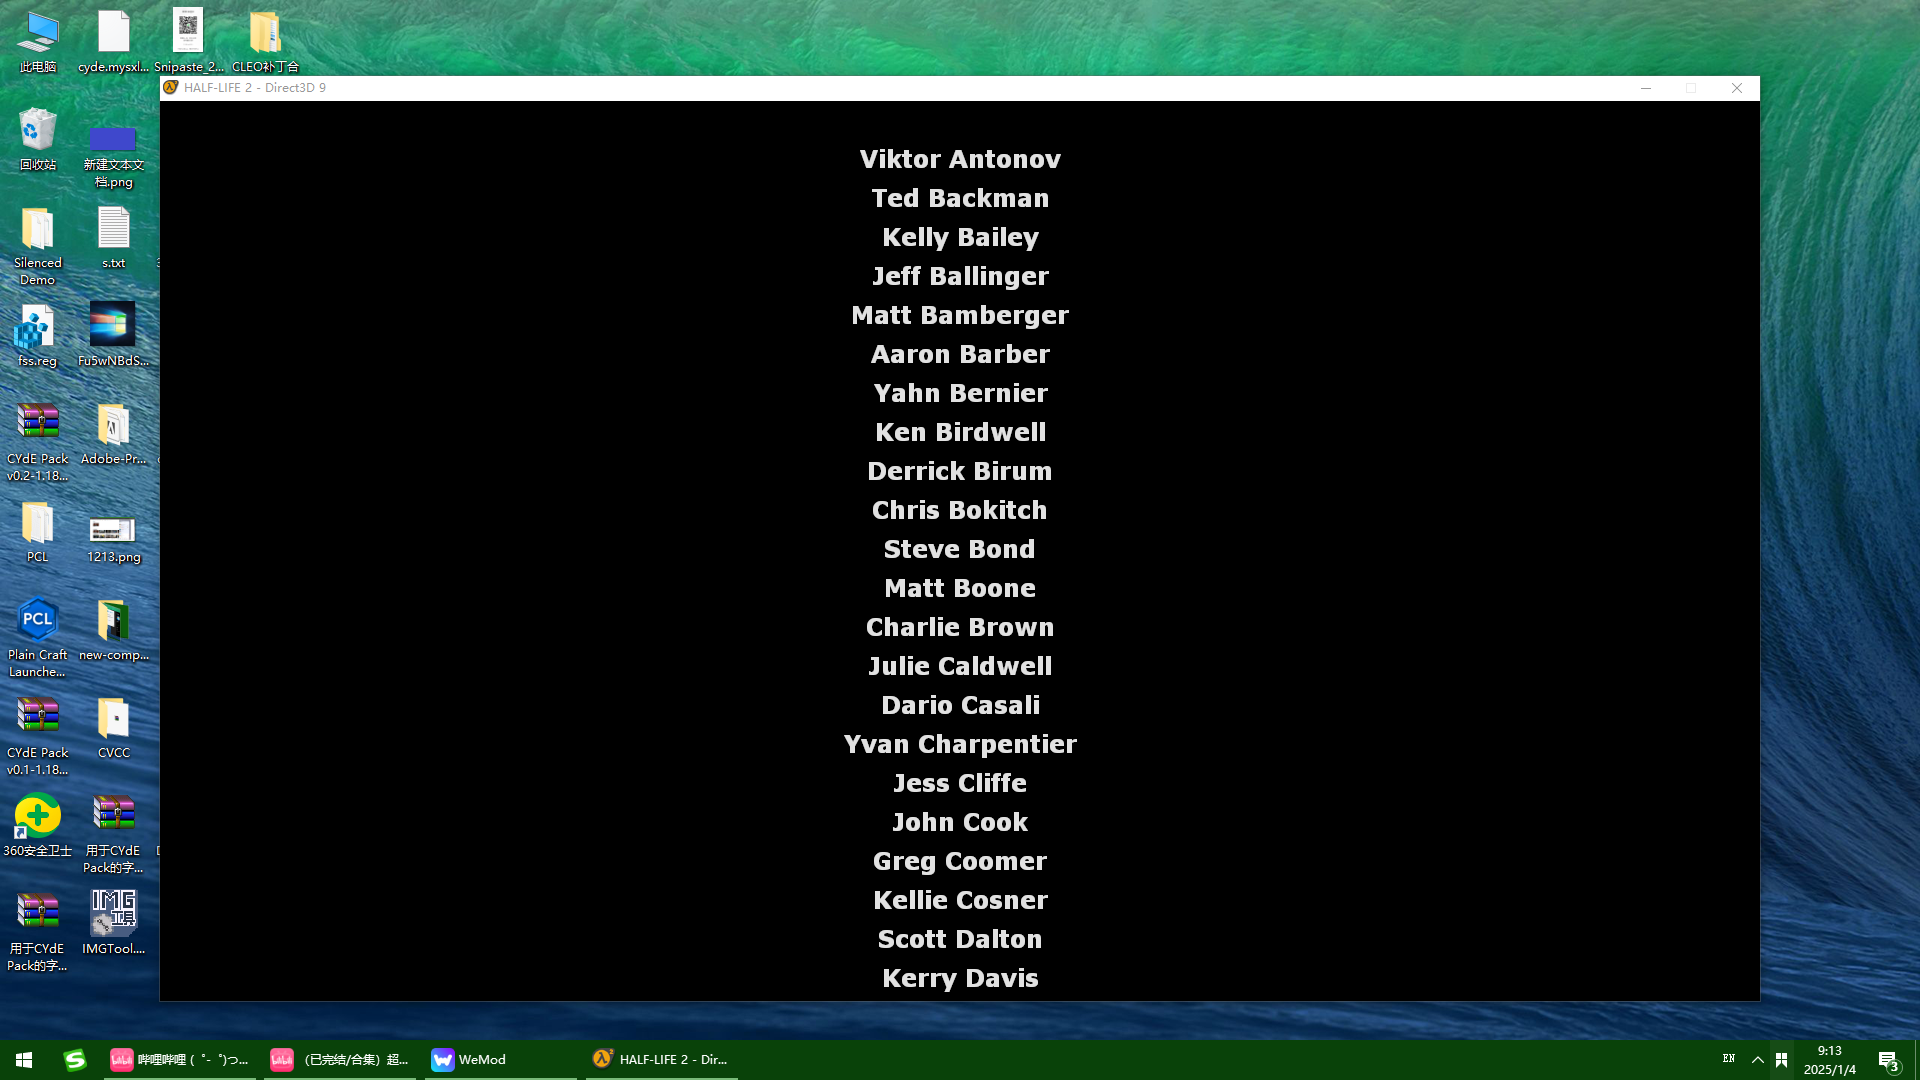 此电脑
cyde.mysxl...
Snipaste_2...
CLEO补丁合
回收站
新建文本文
档.png
Silenced
Demo
s.txt
fss.reg
Fu5wNBdS...
CYdE Pack
v0.2-1.18...
Adobe-Pr...
PCL
1213.png
PCL
Plain Craft
Launche...
new-comp...
CYdE Pack
v0.1-1.18...
CVCC
360安全卫士
用于CYdE
Pack的字...
用于CYdE
Pack的字...
IMG
工具
IMGTool....
HALF-LIFE 2 - Direct3D 9
Viktor Antonov
Ted Backman
Kelly Bailey
Jeff Ballinger
Matt Bamberger
Aaron Barber
Yahn Bernier
Ken Birdwell
Derrick Birum
Chris Bokitch
Steve Bond
Matt Boone
Charlie Brown
Julie Caldwell
Dario Casali
Yvan Charpentier
Jess Cliffe
John Cook
Greg Coomer
Kellie Cosner
Scott Dalton
Kerry Davis
哔哩哔哩 ( ゜- ゜)つ...
（已完结/合集）超...
WeMod
HALF-LIFE 2 - Dir...
EN
9:13
2025/1/4
3